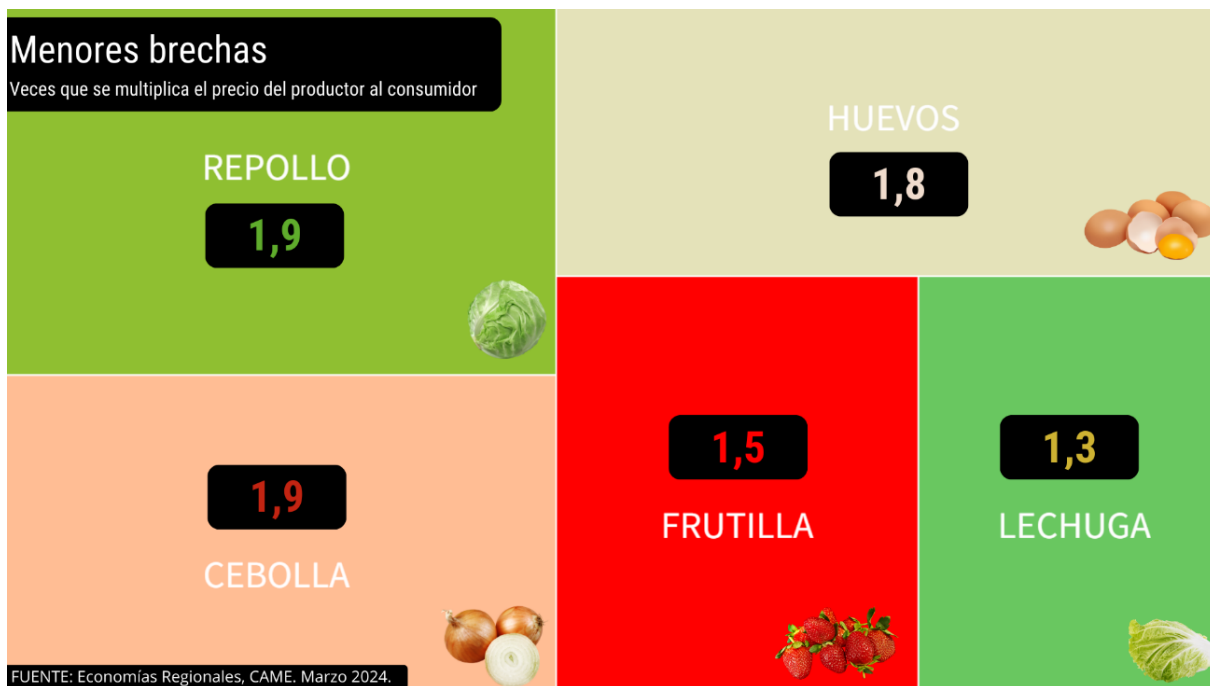 Menores brechas
Veces que se multiplica el precio del productor al consumidor
REPOLLO
1,9
HUEVOS
1,8
1,9
CEBOLLA
1,5
FRUTILLA
1,3
LECHUGA
FUENTE: Economías Regionales, CAME. Marzo 2024.